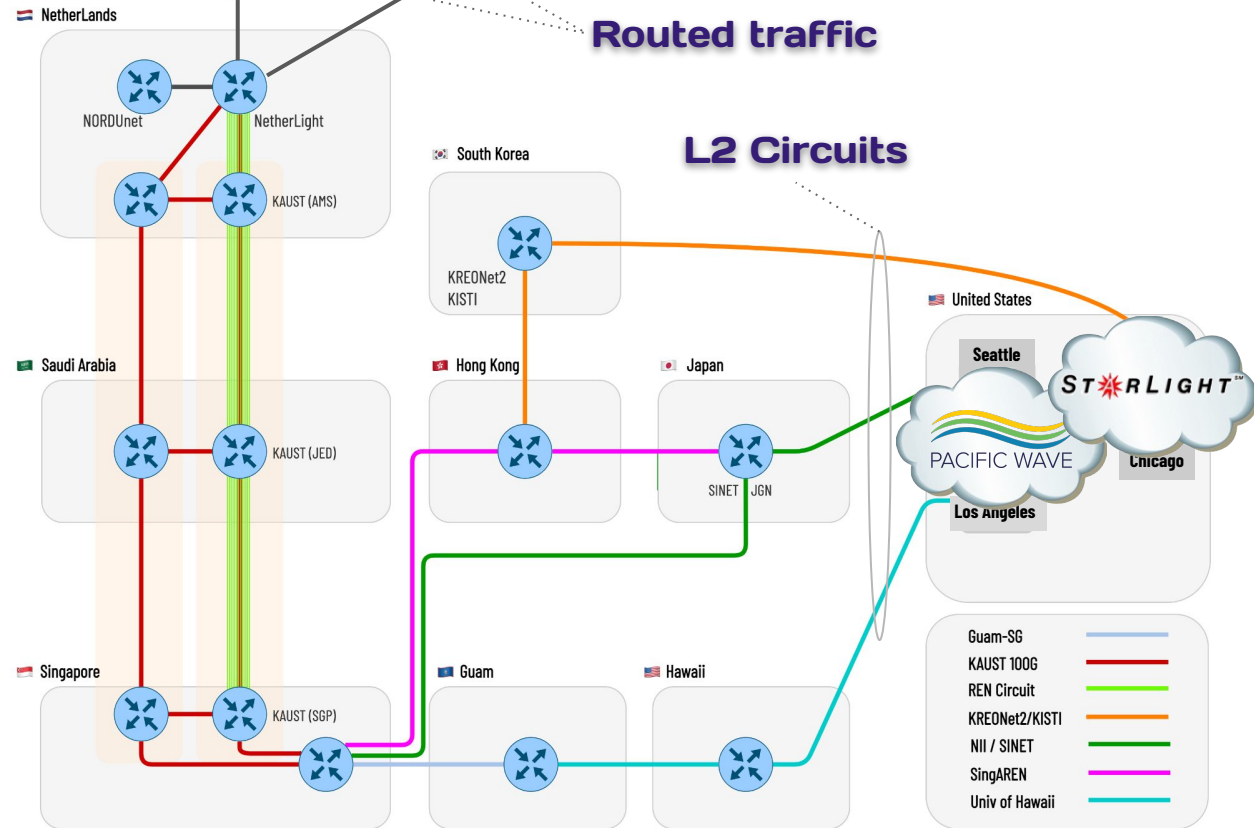 NetherLands
Routed traffic
NORDUnet
NetherLight
KAUST (AMS)
South Korea
L2 Circuits
KREONet2
KISTI
United States
Saudi Arabia
Hong Kong
Japan
Seattle
STARLIGHT SM
KAUST (JED)
PACIFIC WAVE
Chicago
SINET
JGN
Los Angeles
Singapore
Guam
Hawaii
KAUST (SGP)
Guam-SG
KAUST 100G
REN Circuit
KREONet2/KISTI
NII / SINET
SingAREN
Univ of Hawaii